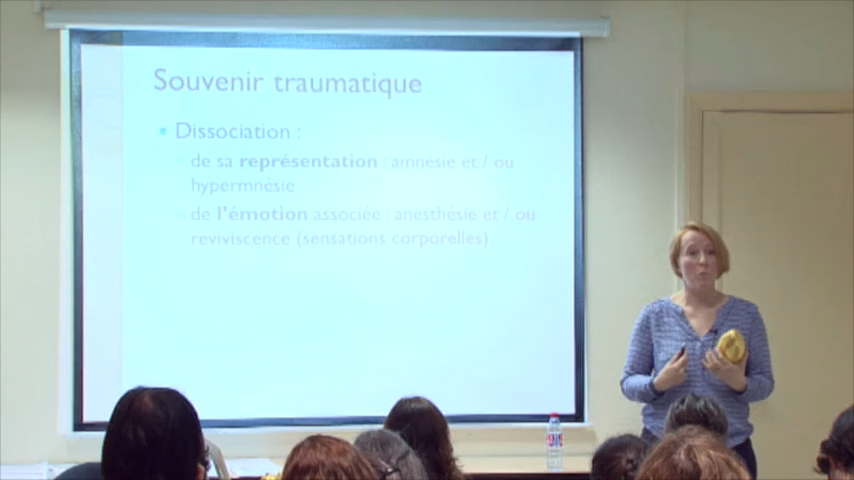 Souvenir traumatique
Dissociation :
de sa représentation : amnésie et / ou
hypermnésie
de l'émotion associée : anesthésie et / ou
reviviscence (sensations corporelles)